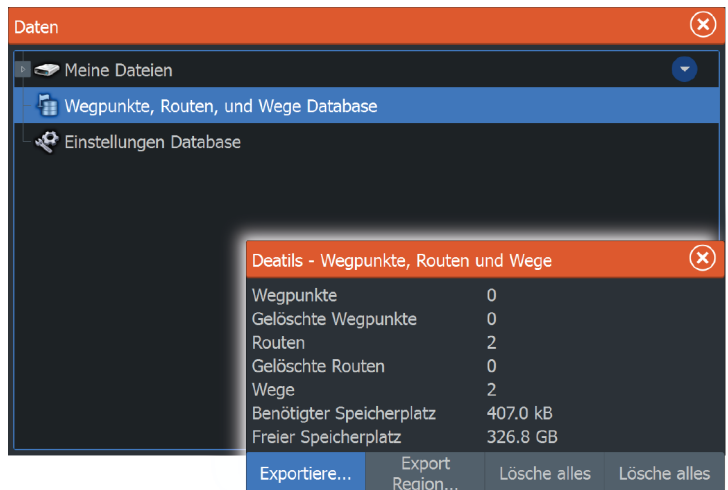 Daten
Meine Dateien
Wegpunkte, Routen, und Wege Database
Einstellungen Database
Deatils - Wegpunkte, Routen und Wege
Wegpunkte 0
Gelöschte Wegpunkte 0
Routen 2
Gelöschte Routen 0
Wege 2
Benötigter Speicherplatz 407.0 kB
Freier Speicherplatz 326.8 GB
Exportiere... Export Region... Lösche alles Lösche alles